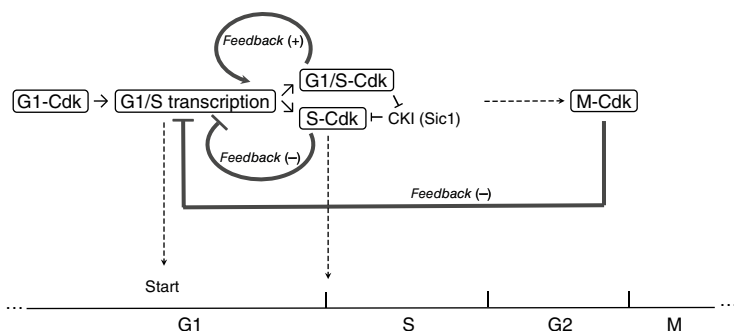 Feedback (+)
G1/S-Cdk
G1-Cdk
G1/S transcription
M-Cdk
S-Cdk
CKI (Sic1)
Feedback (–)
Feedback (–)
Start
...
...
G1
S
G2
M